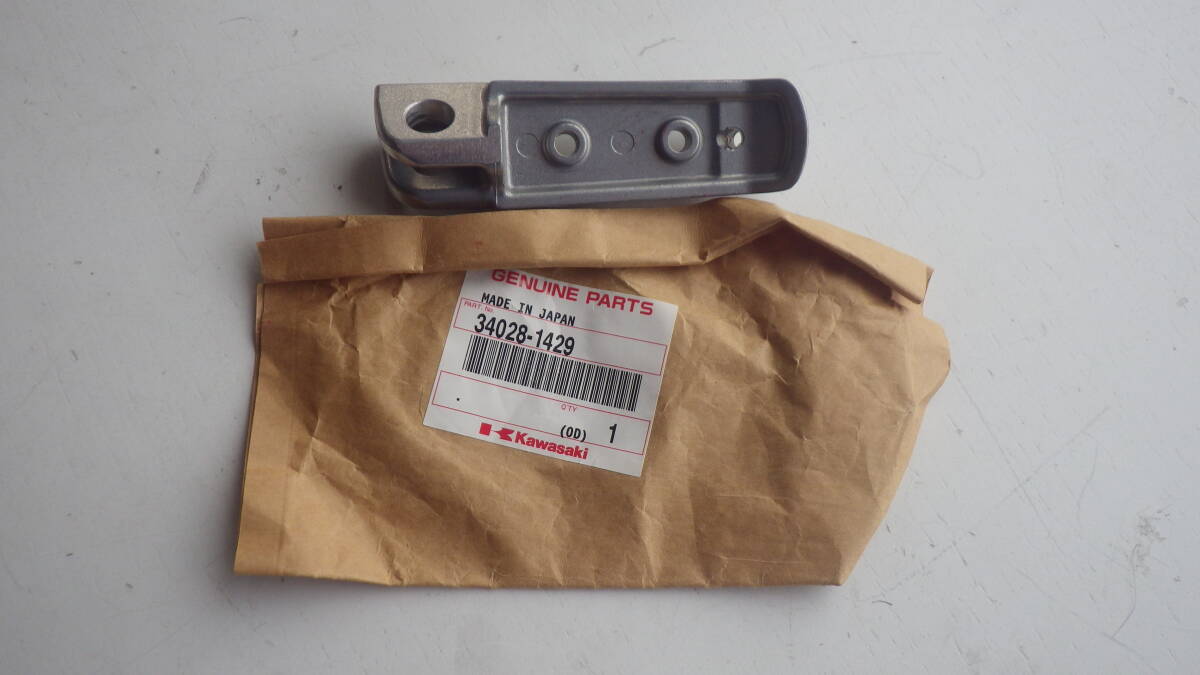 GENUINE PARTS
MADE IN JAPAN
PART No.
34028-1429
QTY
(OD) 1
Kawasaki